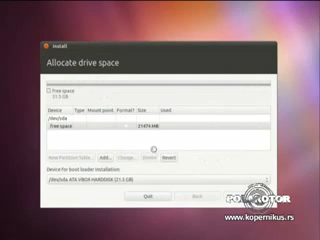 Install
Allocate drive space
Free space
21.5 GB
Device Type Mount point Format? Size Used
/dev/sda
free space 21474 MB
New Partition Table... Add... Change... Delete Revert
Device for boot loader installation:
/dev/sda ATA VBOX HARDDISK (21.5 GB)
Quit Back
www.kopernikus.rs